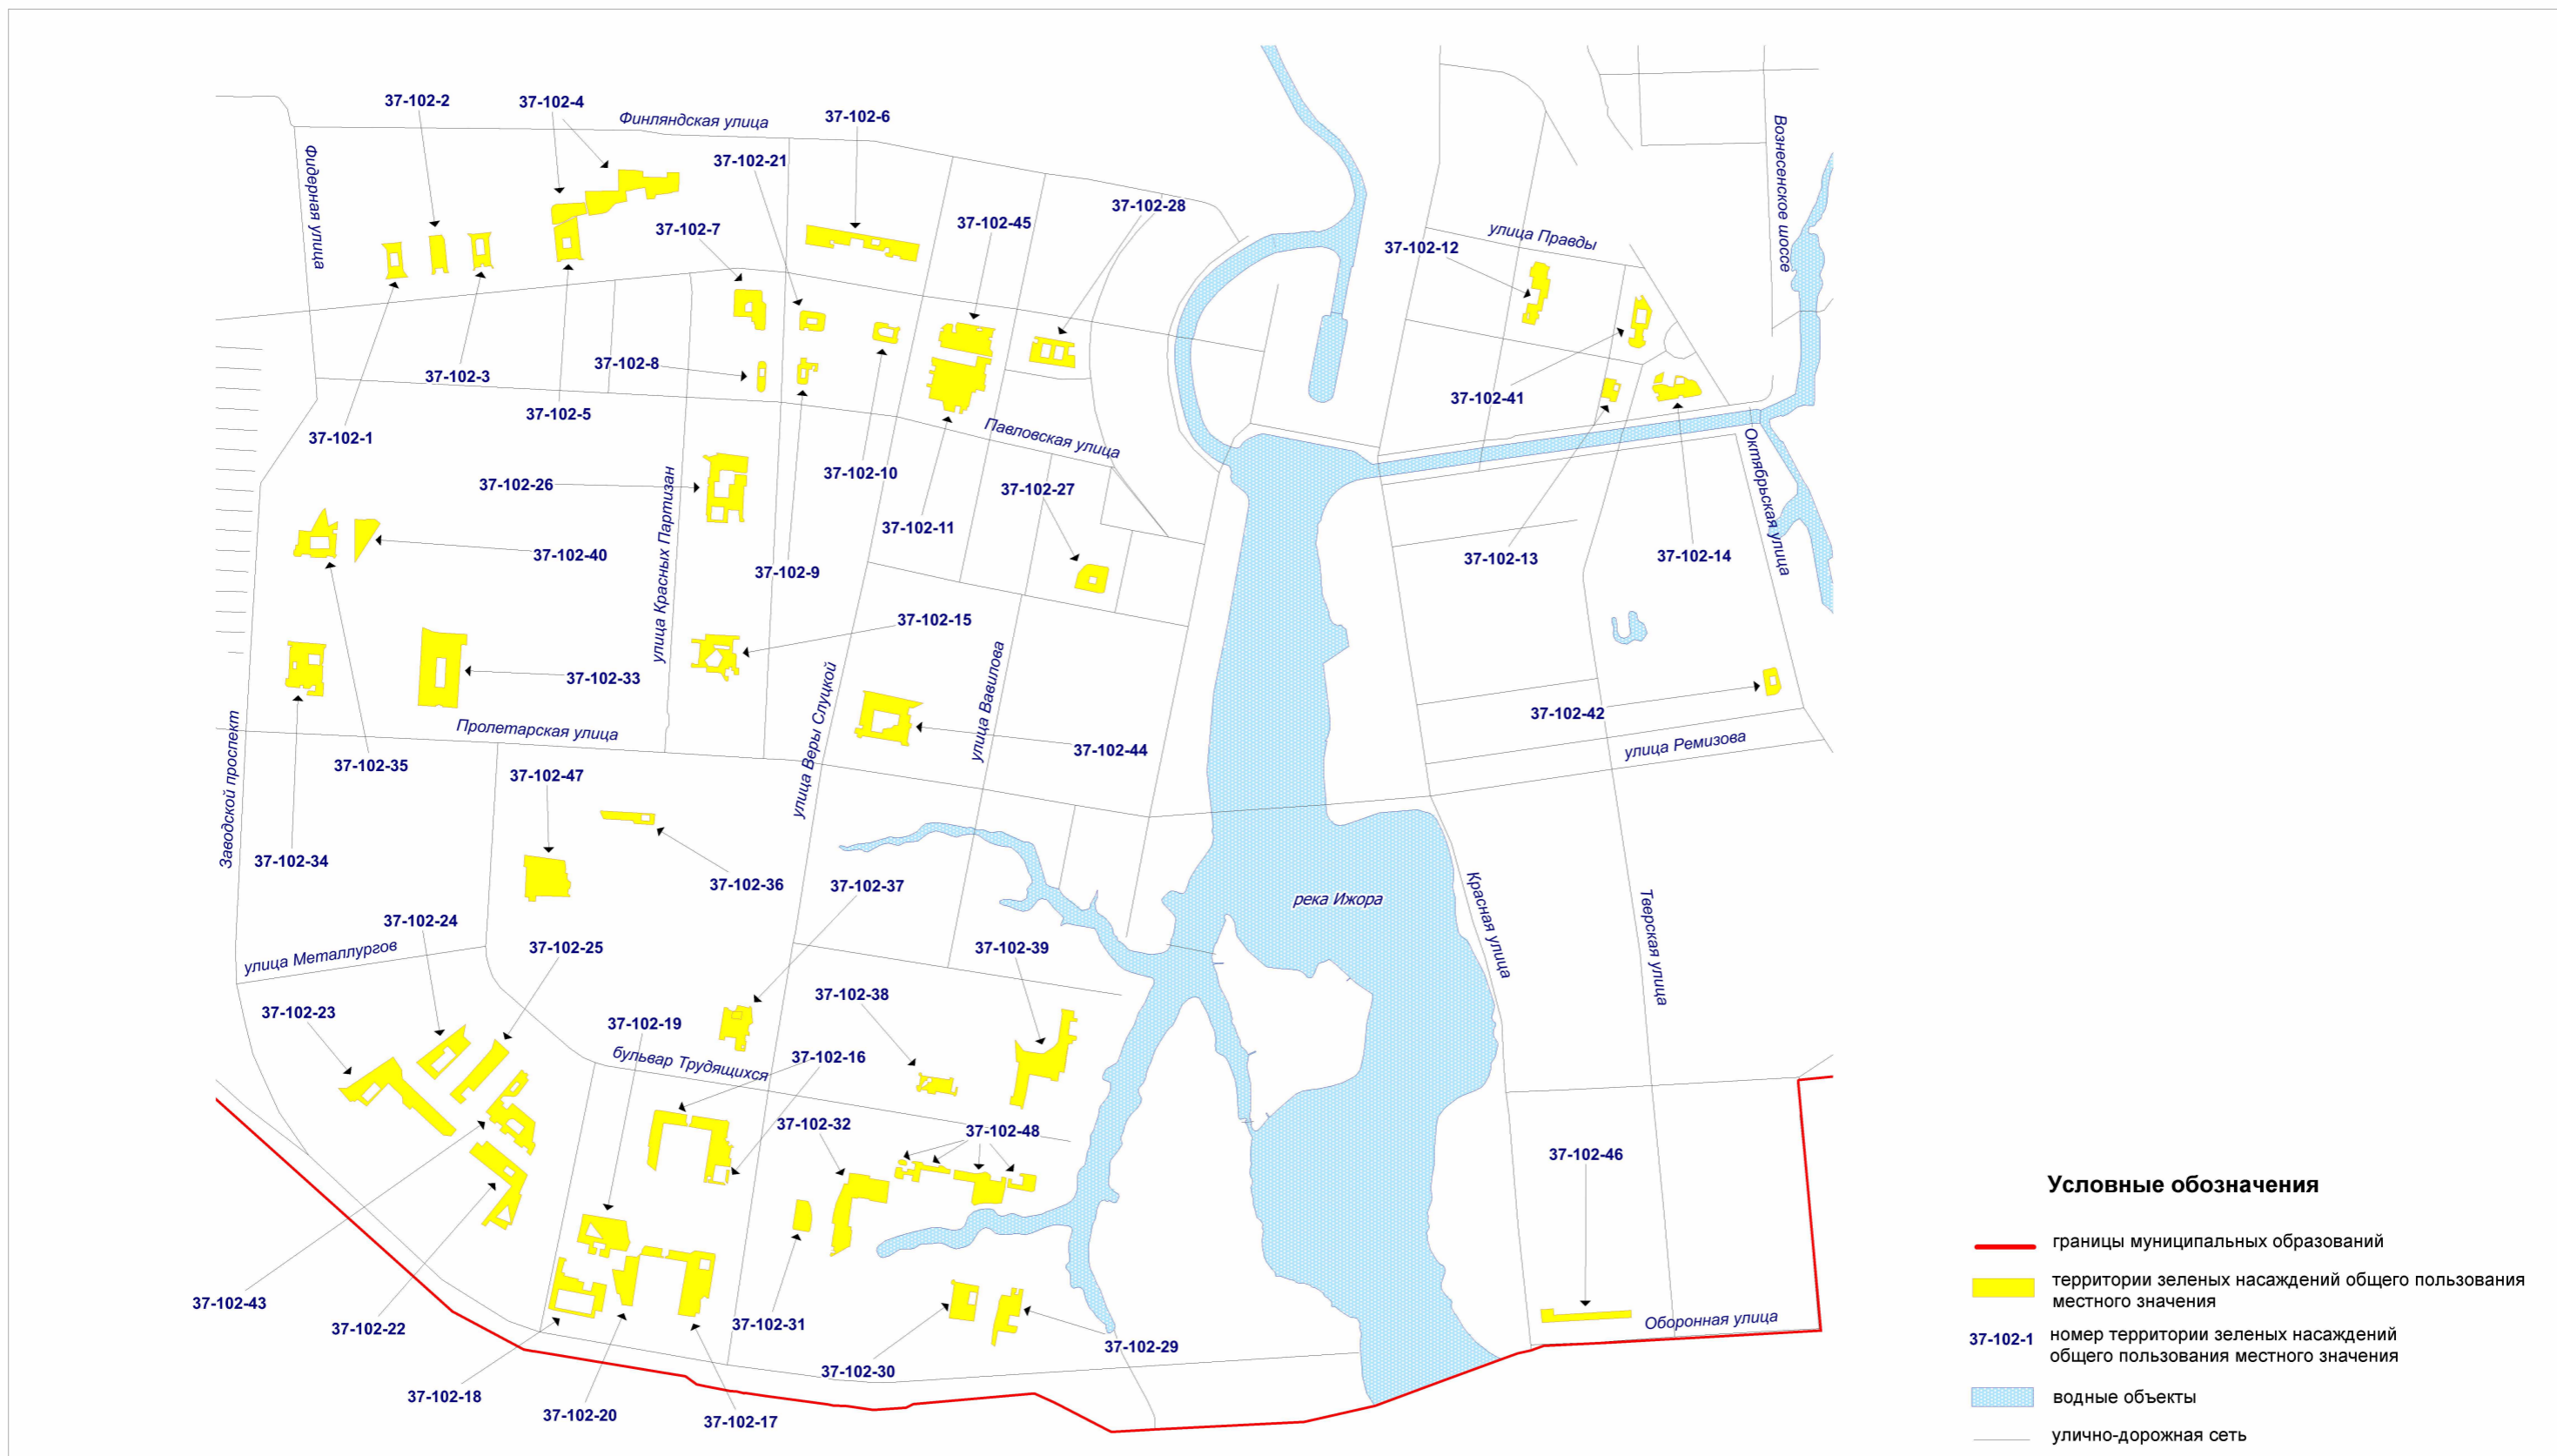 37-102-2
37-102-4
Финляндская улица
37-102-6
37-102-21
Фидерная улица
37-102-7
37-102-45
37-102-28
37-102-12
улица Правды
Вознесенское шоссе
37-102-3
37-102-8
37-102-5
37-102-1
37-102-41
Павловская улица
37-102-10
37-102-26
37-102-27
37-102-11
улица Красных Партизан
Октябрьская улица
37-102-40
37-102-9
37-102-13
37-102-14
37-102-15
37-102-33
37-102-42
Пролетарская улица
улица Веры Слуцкой
улица Вавилова
37-102-44
улица Ремизова
Заводской проспект
37-102-35
37-102-47
37-102-34
37-102-36
37-102-37
река Ижора
Красная улица
Тверская улица
37-102-24
37-102-25
37-102-39
улица Металлургов
37-102-38
37-102-23
37-102-19
бульвар Трудящихся
37-102-16
37-102-32
37-102-48
37-102-46
37-102-43
37-102-22
37-102-31
37-102-30
37-102-29
Оборонная улица
37-102-18
37-102-20
37-102-17
Условные обозначения
границы муниципальных образований
территории зеленых насаждений общего пользования
местного значения
37-102-1 номер территории зеленых насаждений
общего пользования местного значения
водные объекты
улично-дорожная сеть